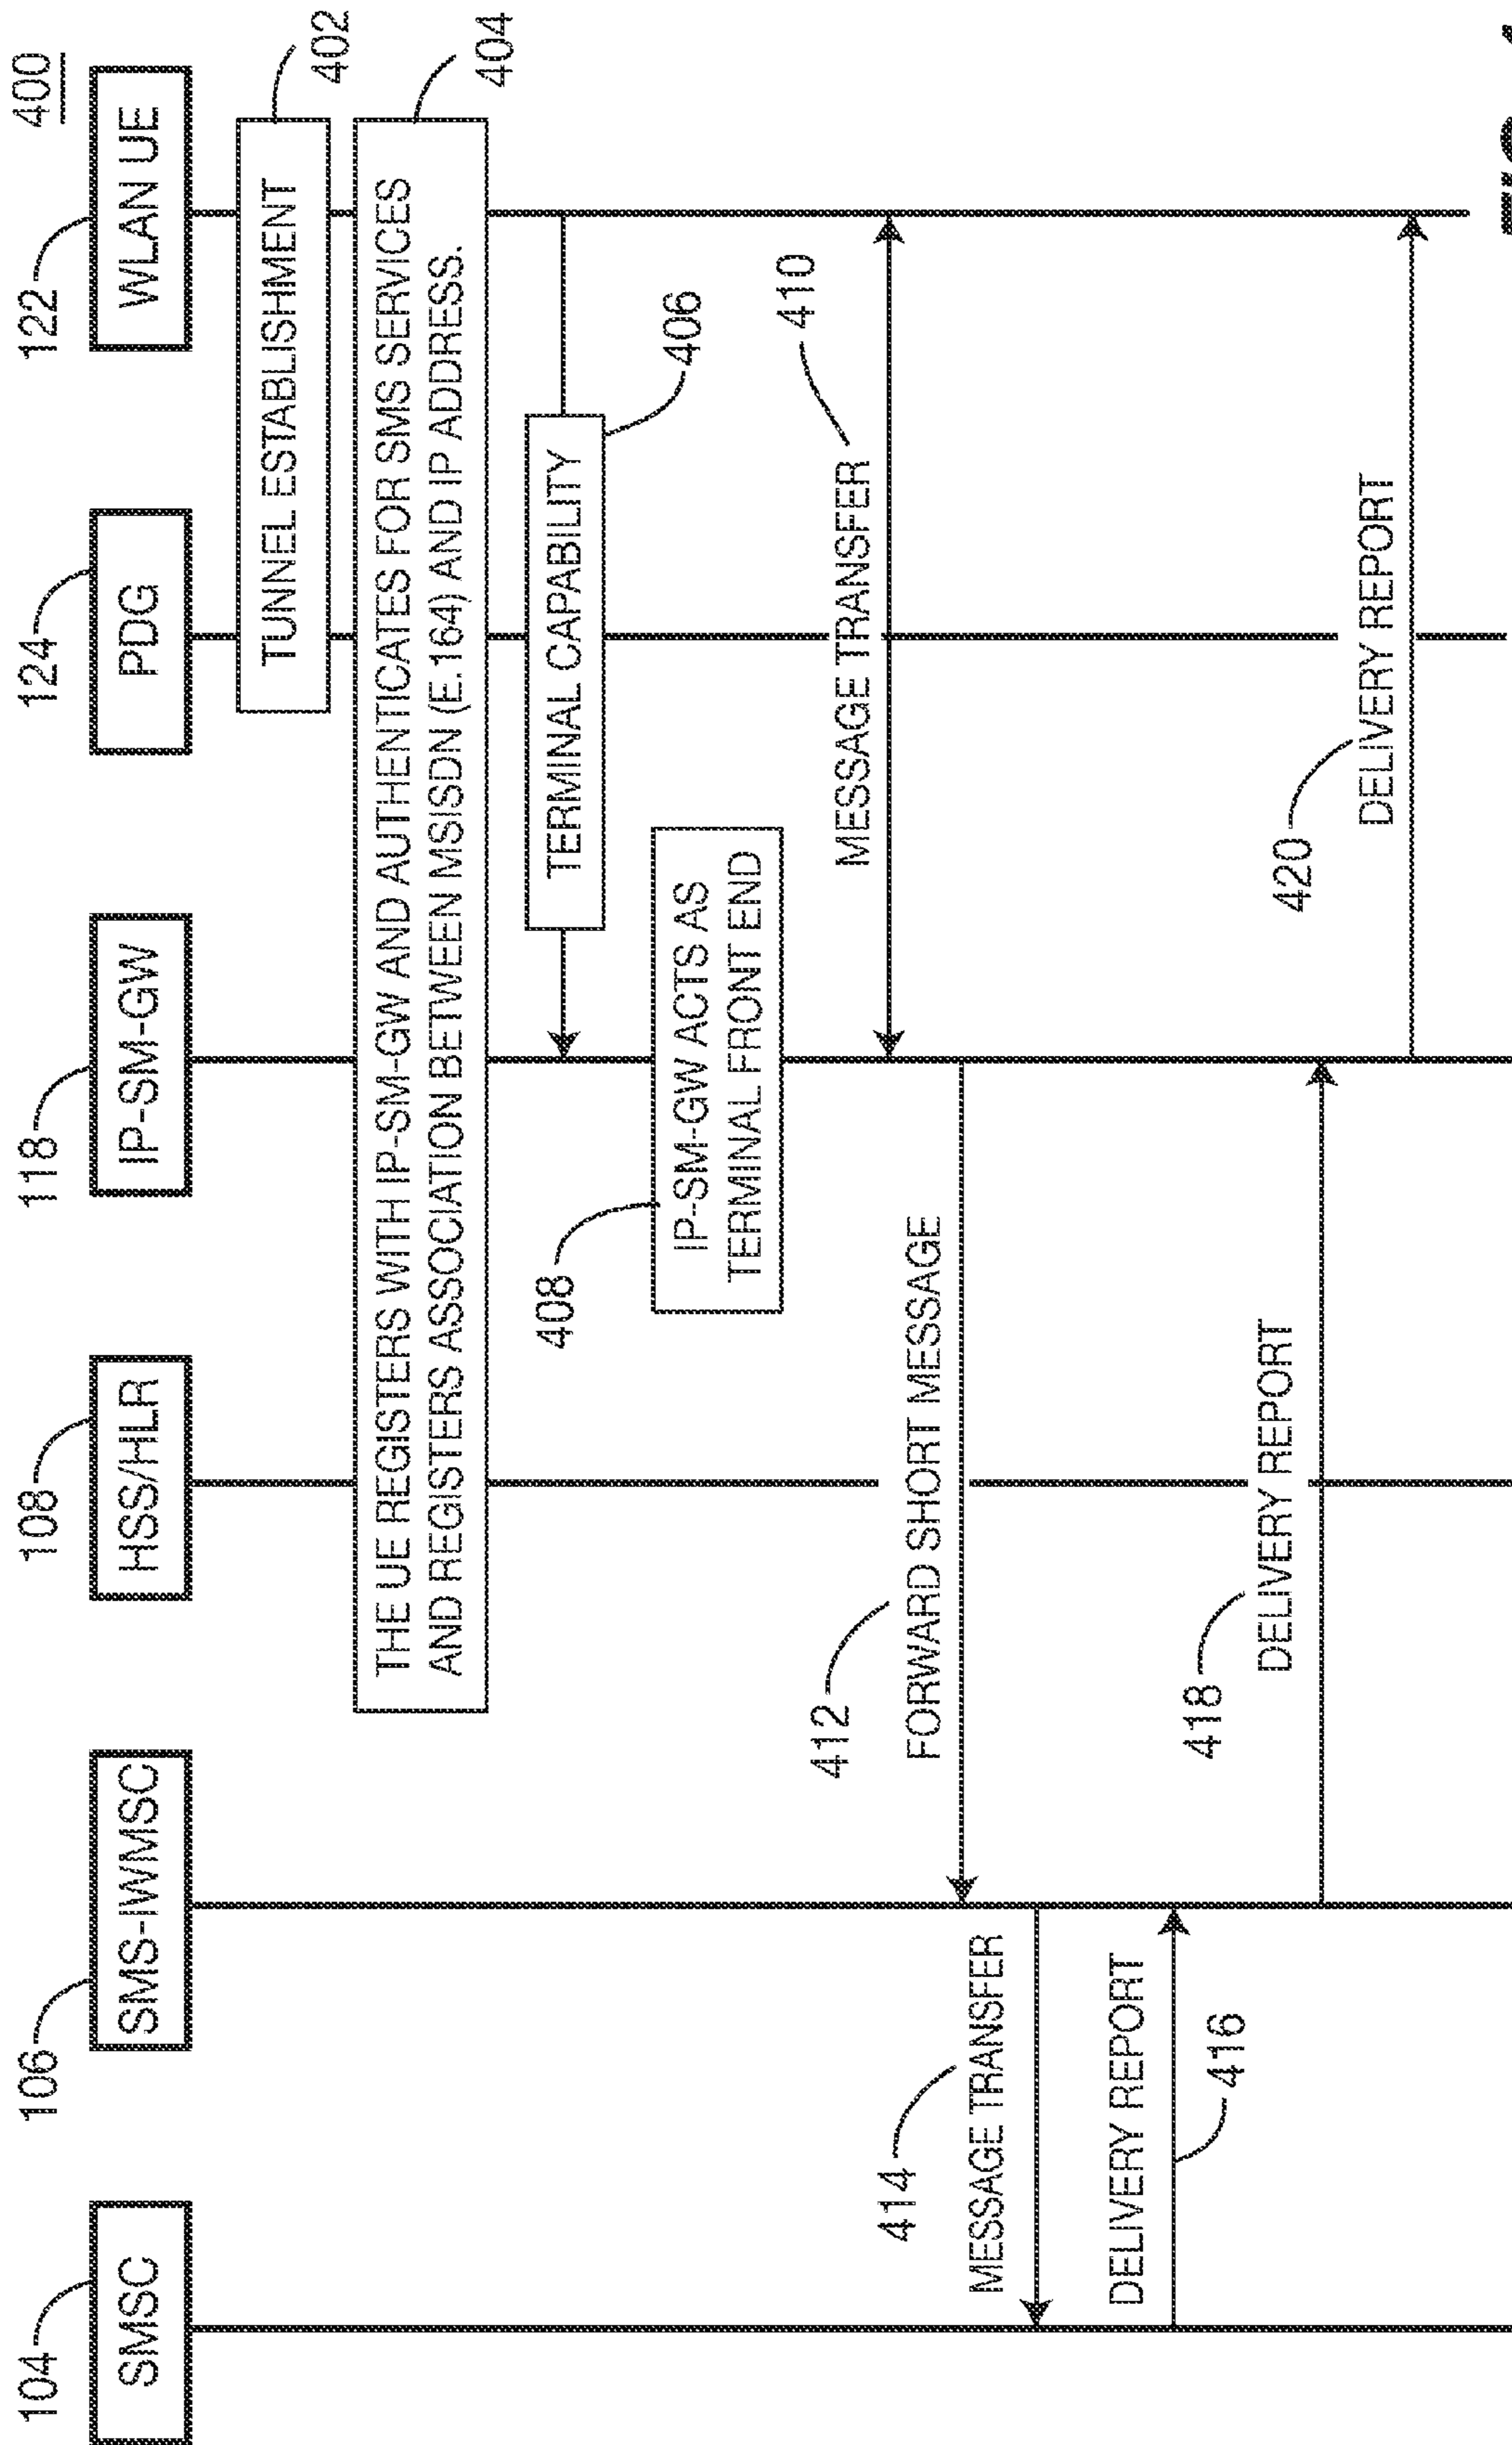 400
104
106
108
118
124
122
SMSC
SMS-IWMSC
HSS/HLR
IP-SM-GW
PDG
WLAN UE
TUNNEL ESTABLISHMENT
402
THE UE REGISTERS WITH IP-SM-GW AND AUTHENTICATES FOR SMS SERVICES
AND REGISTERS ASSOCIATION BETWEEN MSISDN (E.164) AND IP ADDRESS.
404
TERMINAL CAPABILITY
406
408
IP-SM-GW ACTS AS
TERMINAL FRONT END
410
MESSAGE TRANSFER
412
FORWARD SHORT MESSAGE
414
MESSAGE TRANSFER
DELIVERY REPORT
416
418
DELIVERY REPORT
420
DELIVERY REPORT